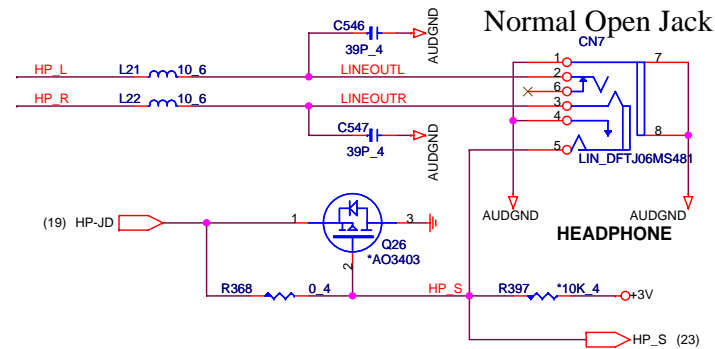 Normal Open Jack
CN7
C546
39P_4
AUDGND
1
7
HP_L
L21
10_6
LINEOUTL
2
6
HP_R
L22
10_6
LINEOUTR
3
4
C547
39P_4
AUDGND
8
5
LIN_DFTJ06MS481
AUDGND
AUDGND
HEADPHONE
(19)
HP-JD
1
3
Q26
*AO3403
2
R368
0_4
HP_S
R397
*10K_4
+3V
HP_S
(23)